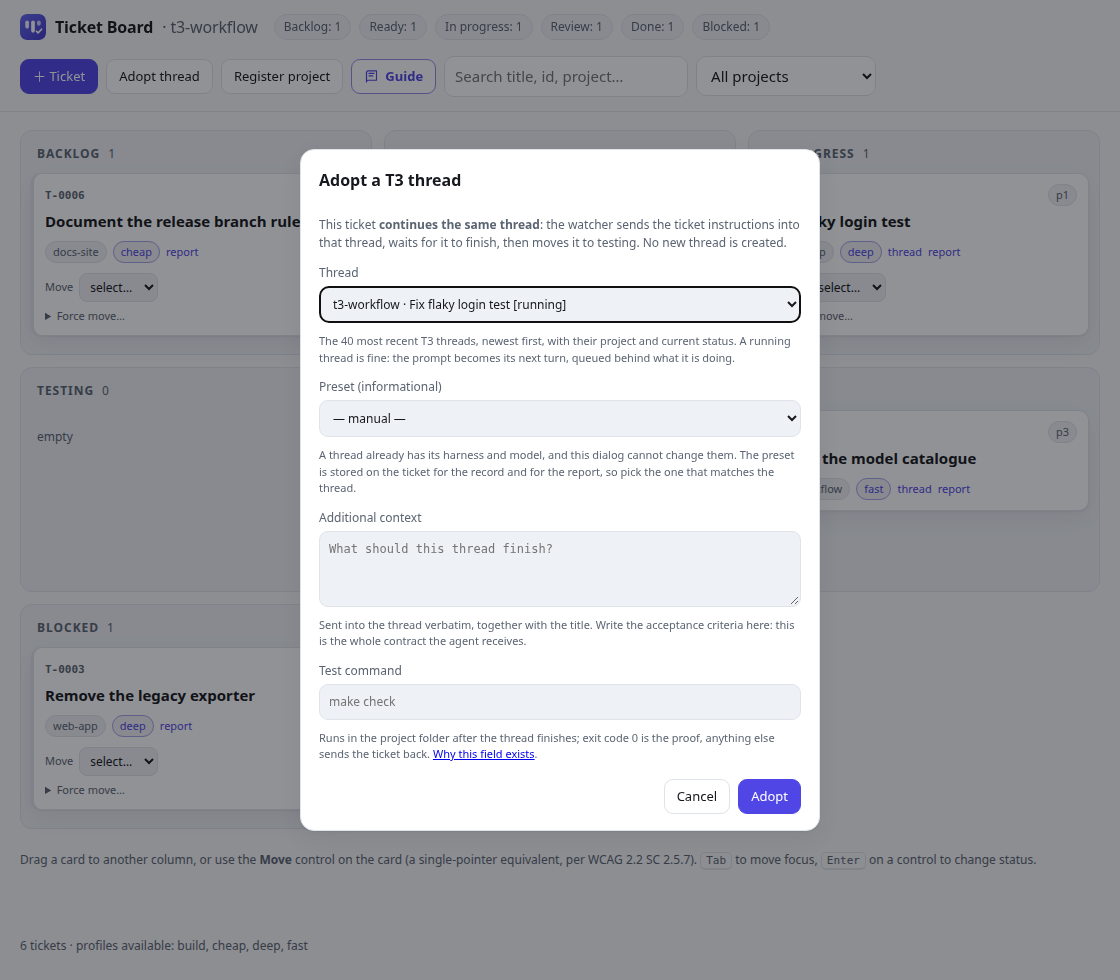 Ticket Board · t3-workflow Backlog: 1 Ready: 1 In progress: 1 Review: 1 Done: 1 Blocked: 1
+ Ticket Adopt thread Register project Guide Search title, id, project... All projects
BACKLOG 1
GRESS 1
T-0006
p1
Document the release branch rule
ky login test
docs-site cheap report
p deep thread report
Move select...
select...
▶ Force move...
move...
TESTING 0
empty
p3
the model catalogue
flow fast thread report
BLOCKED 1
T-0003
Remove the legacy exporter
web-app deep report
Move select...
▶ Force move...
Adopt a T3 thread
This ticket continues the same thread: the watcher sends the ticket instructions into
that thread, waits for it to finish, then moves it to testing. No new thread is created.
Thread
t3-workflow · Fix flaky login test [running]
The 40 most recent T3 threads, newest first, with their project and current status. A running
thread is fine: the prompt becomes its next turn, queued behind what it is doing.
Preset (informational)
— manual —
A thread already has its harness and model, and this dialog cannot change them. The preset
is stored on the ticket for the record and for the report, so pick the one that matches the
thread.
Additional context
What should this thread finish?
Sent into the thread verbatim, together with the title. Write the acceptance criteria here: this
is the whole contract the agent receives.
Test command
make check
Runs in the project folder after the thread finishes; exit code 0 is the proof, anything else
sends the ticket back. Why this field exists.
Cancel Adopt
Drag a card to another column, or use the Move control on the card (a single-pointer equivalent, per WCAG 2.2 SC 2.5.7). Tab to move focus, Enter on a control to change status.
6 tickets · profiles available: build, cheap, deep, fast